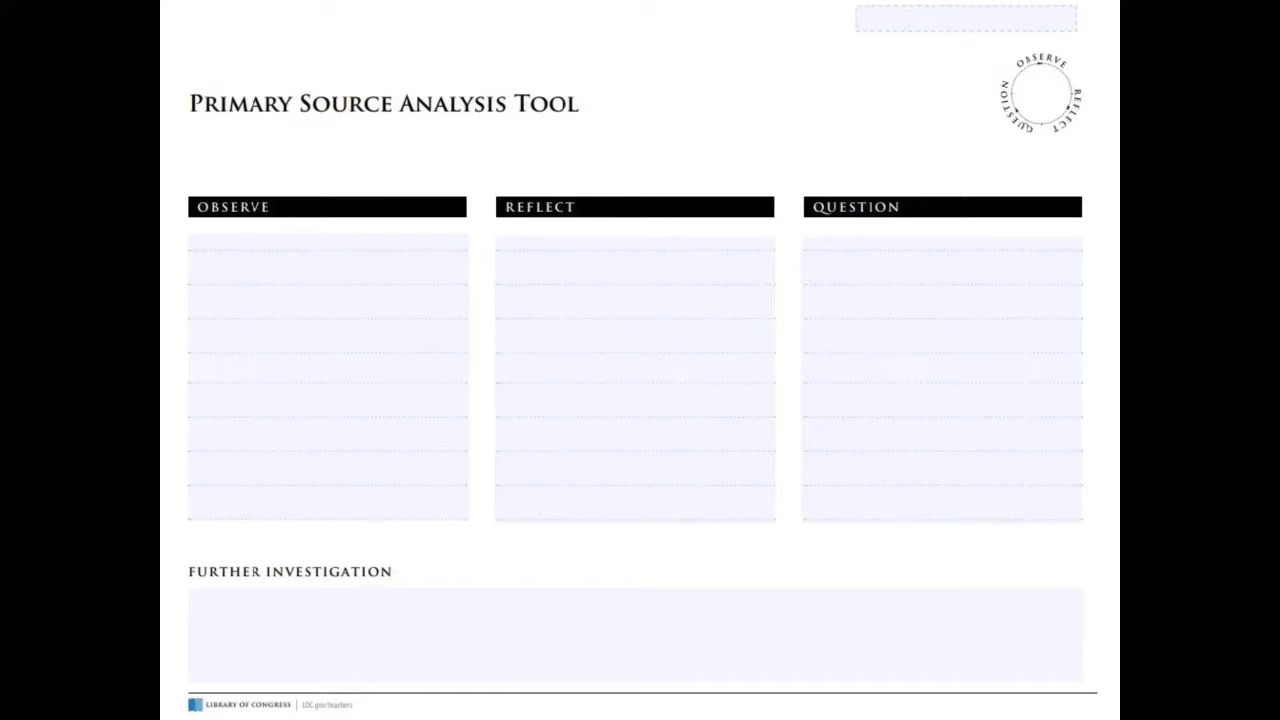 PRIMARY SOURCE ANALYSIS TOOL
OBSERVE
REFLECT
QUESTION
OBSERVE
REFLECT
QUESTION
FURTHER INVESTIGATION
LIBRARY OF CONGRESS | LOC.gov/teachers